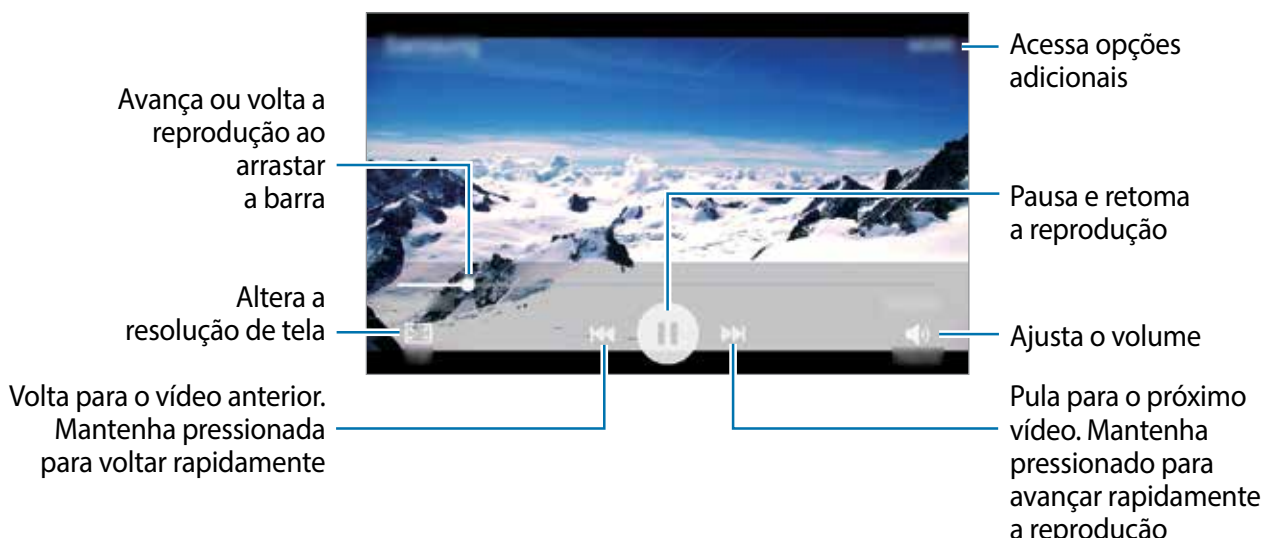 Acessa opções
adicionais
Avança ou volta a
reprodução ao
arrastar
a barra
Pausa e retoma
a reprodução
Altera a
resolução de tela
Ajusta o volume
Volta para o vídeo anterior.
Mantenha pressionada
para voltar rapidamente
Pula para o próximo
vídeo. Mantenha
pressionado para
avançar rapidamente
a reprodução